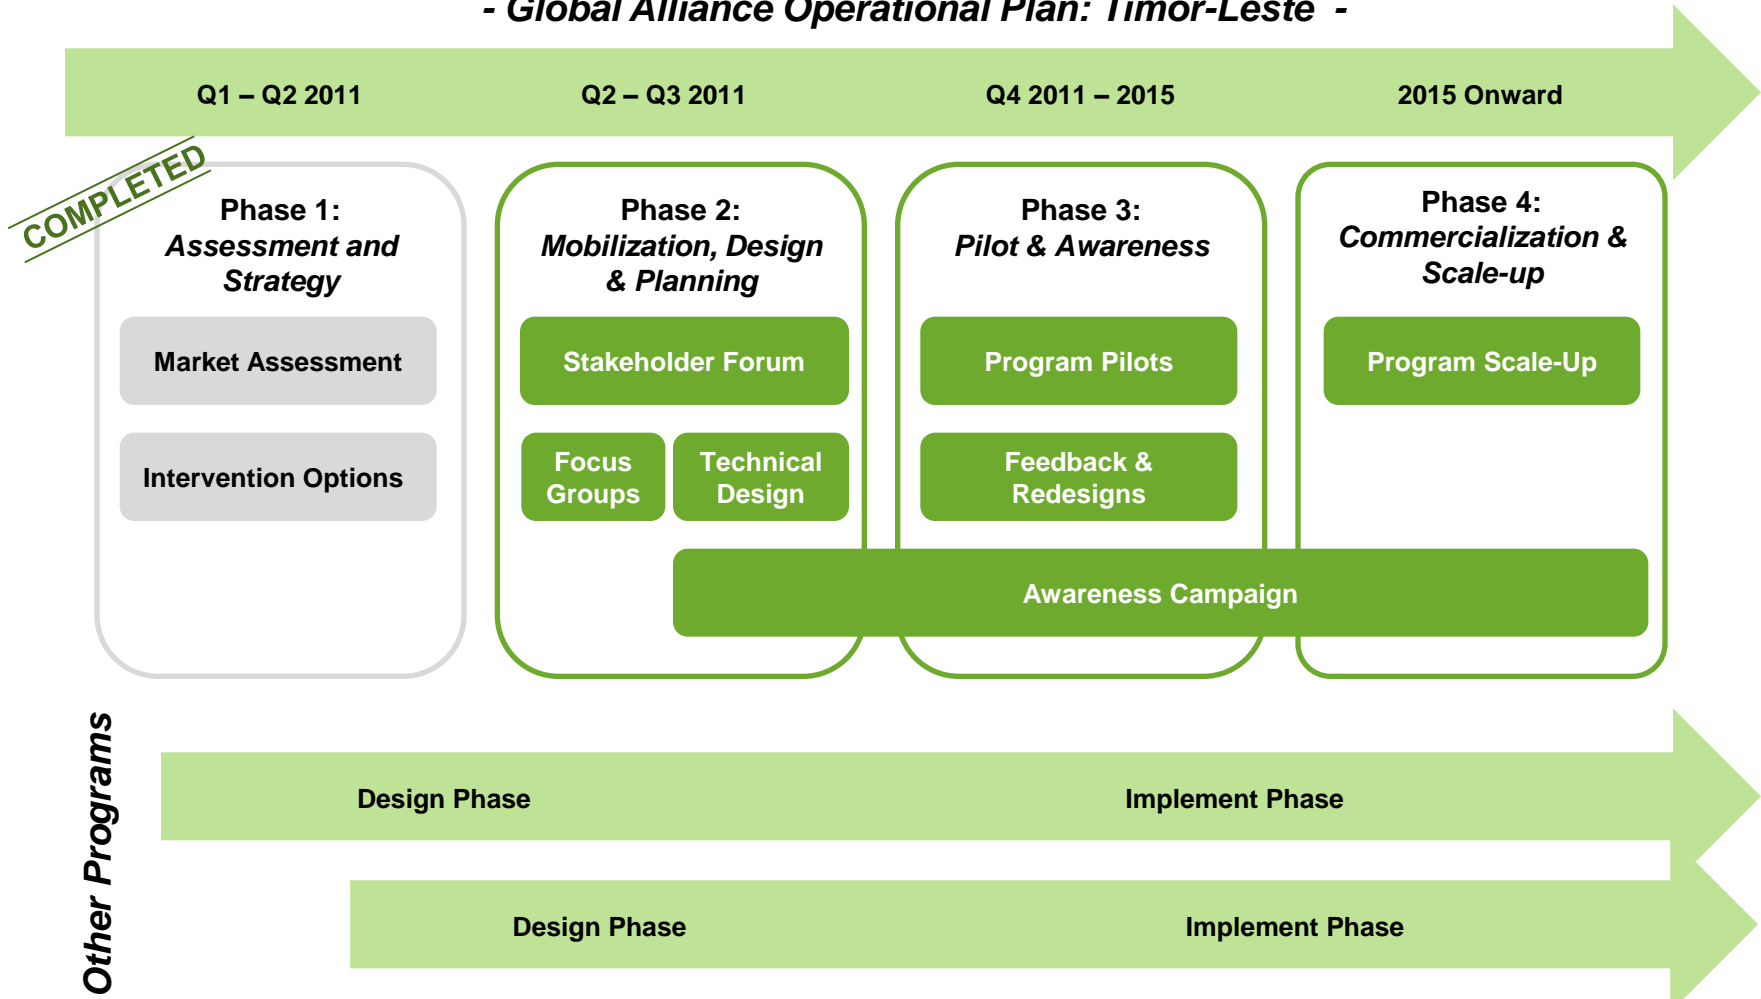 - Global Alliance Operational Plan: Timor-Leste -
Q1 – Q2 2011
Q2 – Q3 2011
Q4 2011 – 2015
2015 Onward
COMPLETED
Phase 1:
Assessment and
Strategy
Market Assessment
Intervention Options
Phase 2:
Mobilization, Design
& Planning
Stakeholder Forum
Focus
Groups
Technical
Design
Phase 3:
Pilot & Awareness
Program Pilots
Feedback &
Redesigns
Phase 4:
Commercialization &
Scale-up
Program Scale-Up
Awareness Campaign
Other Programs
Design Phase
Implement Phase
Design Phase
Implement Phase